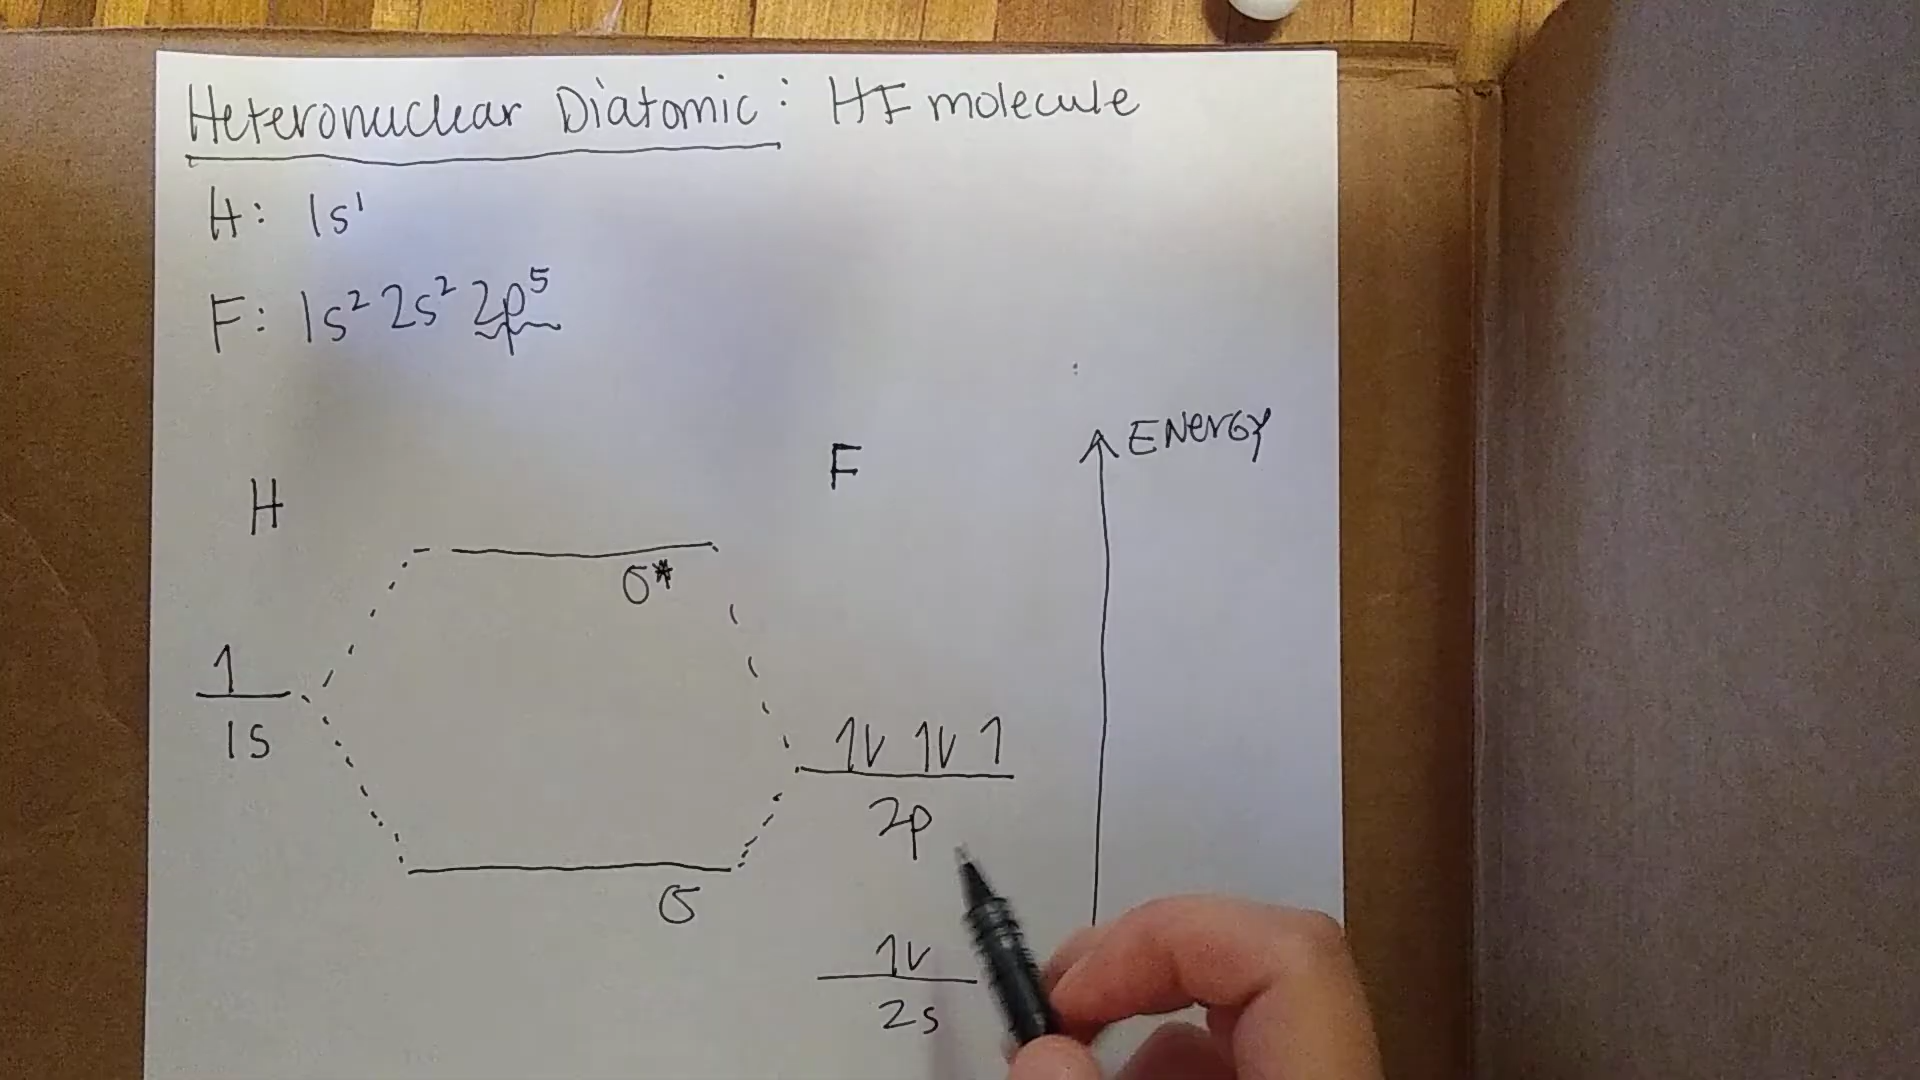 Heteronuclear Diatomic: HF molecule
H: 1s¹
F: 1s² 2s² 2p⁵
ENERGY
F
H
σ*
1
1s
1v 1v 1
2p
σ
1v
2s